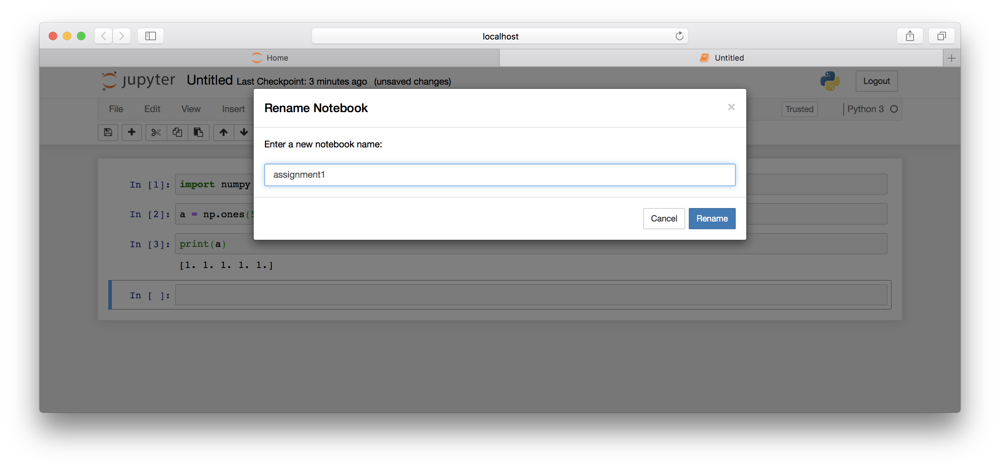 localhost
Home
Untitled
jupyter Untitled Last Checkpoint: 3 minutes ago (unsaved changes)
Logout
Rename Notebook
File Edit View Insert
Trusted
Python 3
Enter a new notebook name:
assignment1
In [1]: import numpy
In [2]: a = np.ones(
Cancel Rename
In [3]: print(a)
[1. 1. 1. 1. 1.]
In [ ]: